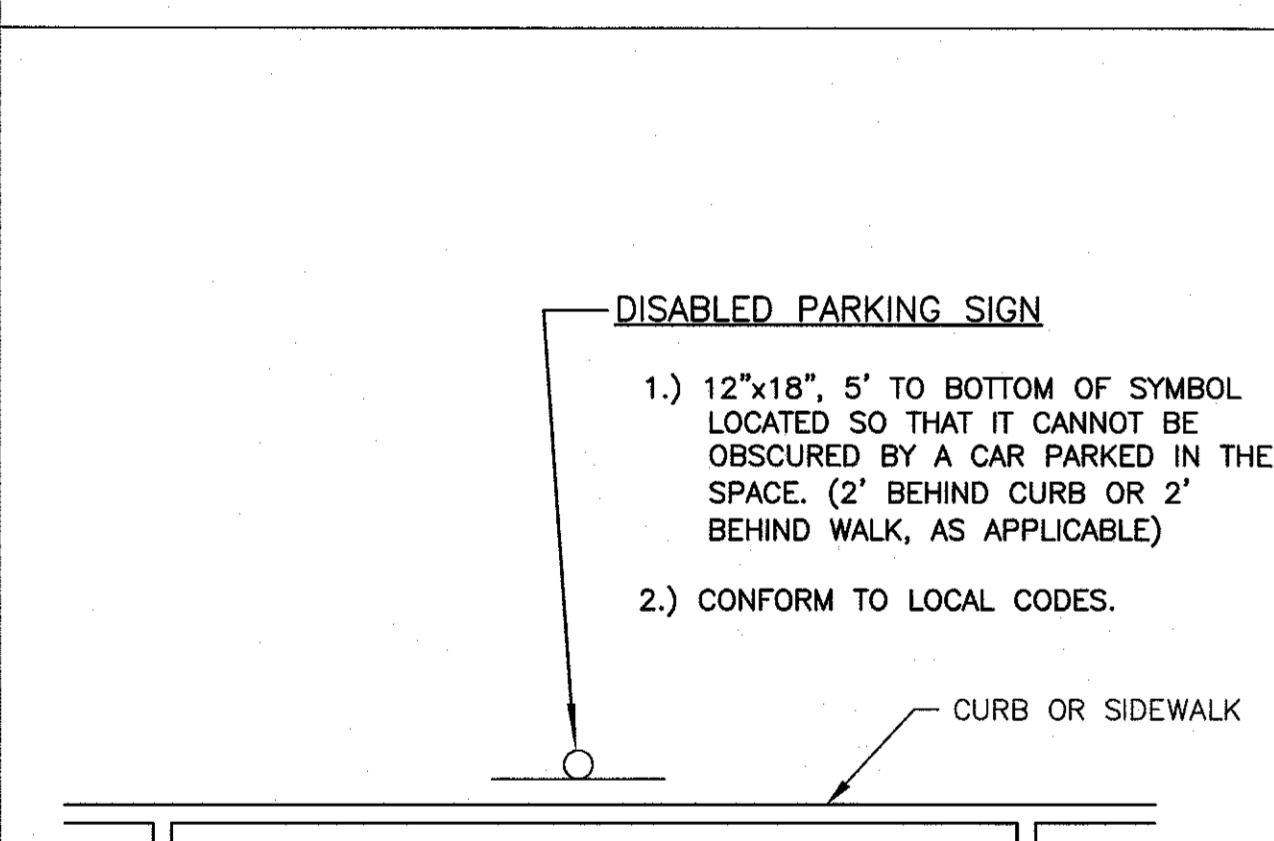 DISABLED PARKING SIGN
1.) 12"x18", 5' TO BOTTOM OF SYMBOL
LOCATED SO THAT IT CANNOT BE
OBSCURED BY A CAR PARKED IN THE
SPACE. (2' BEHIND CURB OR 2'
BEHIND WALK, AS APPLICABLE)
2.) CONFORM TO LOCAL CODES.
CURB OR SIDEWALK